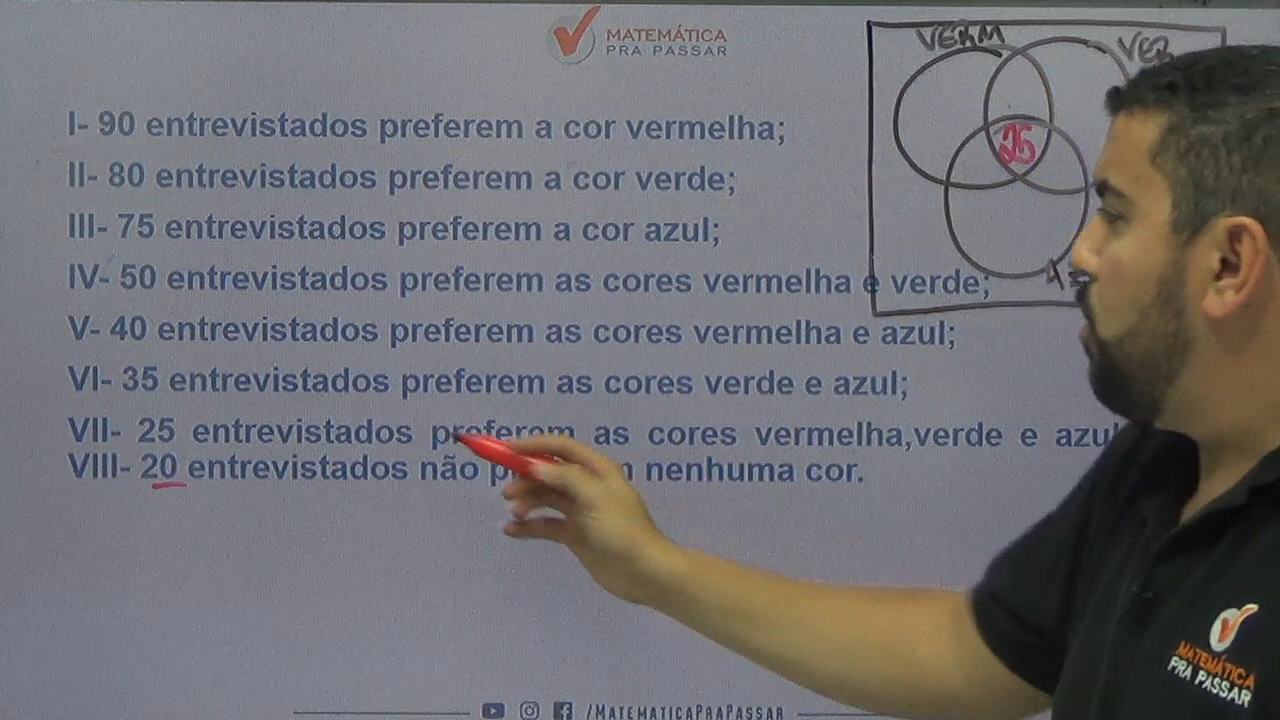 MATEMÁTICA
PRA PASSAR
VERM
VER
25
I- 90 entrevistados preferem a cor vermelha;
II- 80 entrevistados preferem a cor verde;
III- 75 entrevistados preferem a cor azul;
IV- 50 entrevistados preferem as cores vermelha e verde;
V- 40 entrevistados preferem as cores vermelha e azul;
VI- 35 entrevistados preferem as cores verde e azul;
VII- 25 entrevistados preferem as cores vermelha,verde e azul
VIII- 20 entrevistados não nenhuma cor.
MATEMÁTICA
PRA PASSAR
/MATEMATICAPRAPASSAR